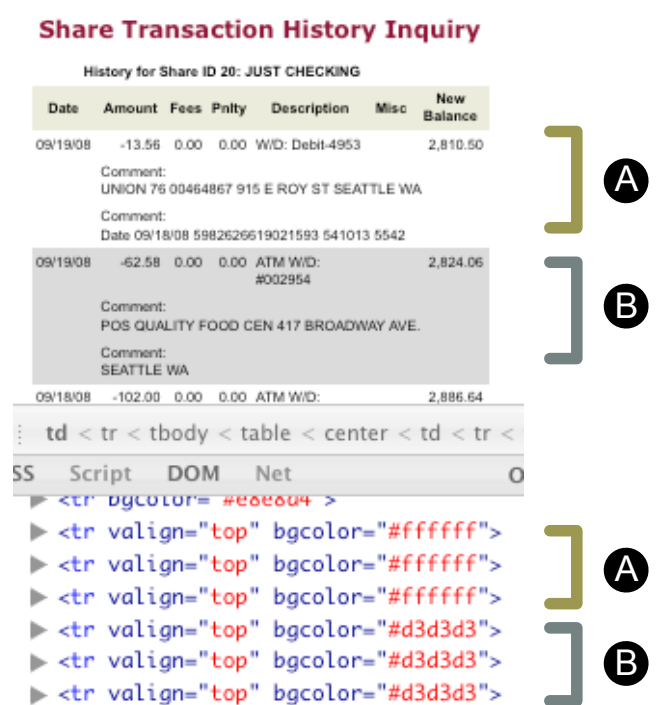 Share Transaction History Inquiry
History for Share ID 20: JUST CHECKING
Date Amount Fees Pnlty Description Misc New Balance
09/19/08 -13.56 0.00 0.00 W/D: Debit-4953 2,810.50
Comment:
UNION 76 00464867 915 E ROY ST SEATTLE WA
Comment:
Date 09/18/08 5982626619021593 541013 5542
A
09/19/08 -62.58 0.00 0.00 ATM W/D: 2,824.06
#002954
Comment:
POS QUALITY FOOD CEN 417 BROADWAY AVE.
Comment:
SEATTLE WA
B
09/18/08 -102.00 0.00 0.00 ATM W/D: 2,886.64
td < tr < tbody < table < center < td < tr <
SS Script DOM Net O
<tr bgcolor="#e8e8d4">
<tr valign="top" bgcolor="#ffffff">
<tr valign="top" bgcolor="#ffffff">
<tr valign="top" bgcolor="#ffffff">
A
<tr valign="top" bgcolor="#d3d3d3">
<tr valign="top" bgcolor="#d3d3d3">
<tr valign="top" bgcolor="#d3d3d3">
B